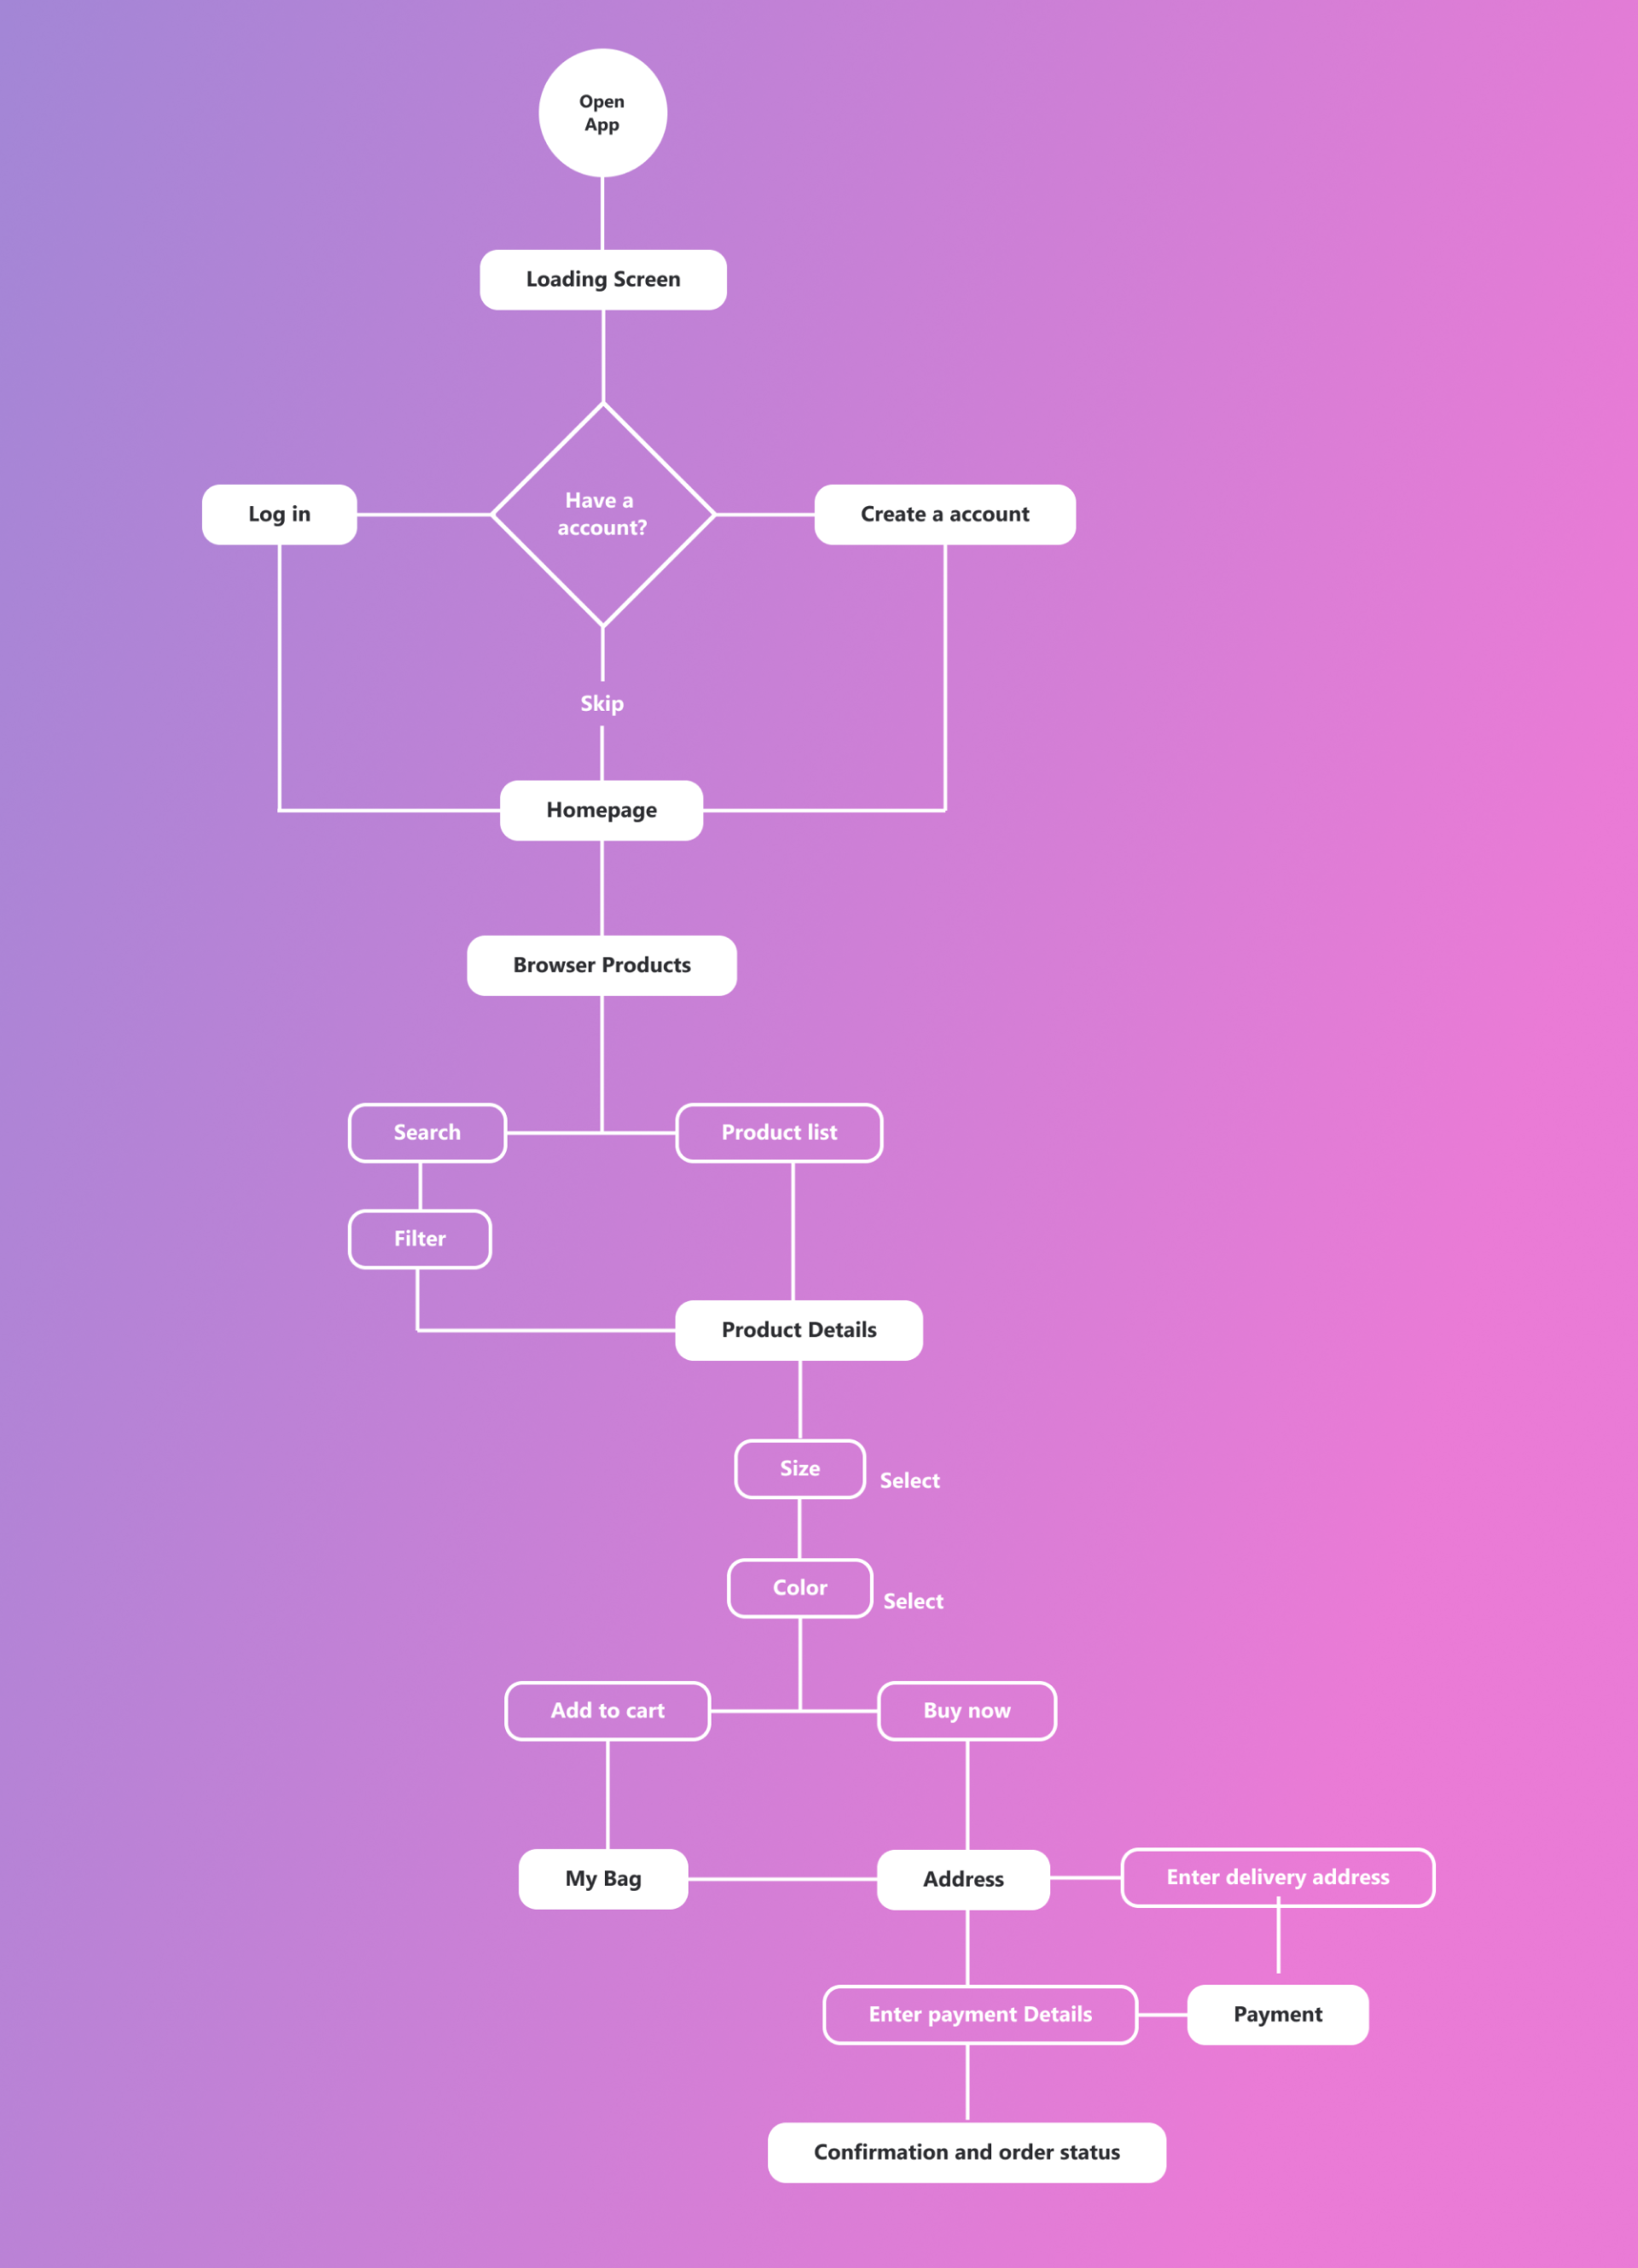 Open
App
Loading Screen
Log in
Have a
account?
Create a account
Skip
Homepage
Browser Products
Search
Product list
Filter
Product Details
Size
Select
Color
Select
Add to cart
Buy now
My Bag
Address
Enter delivery address
Enter payment Details
Payment
Confirmation and order status